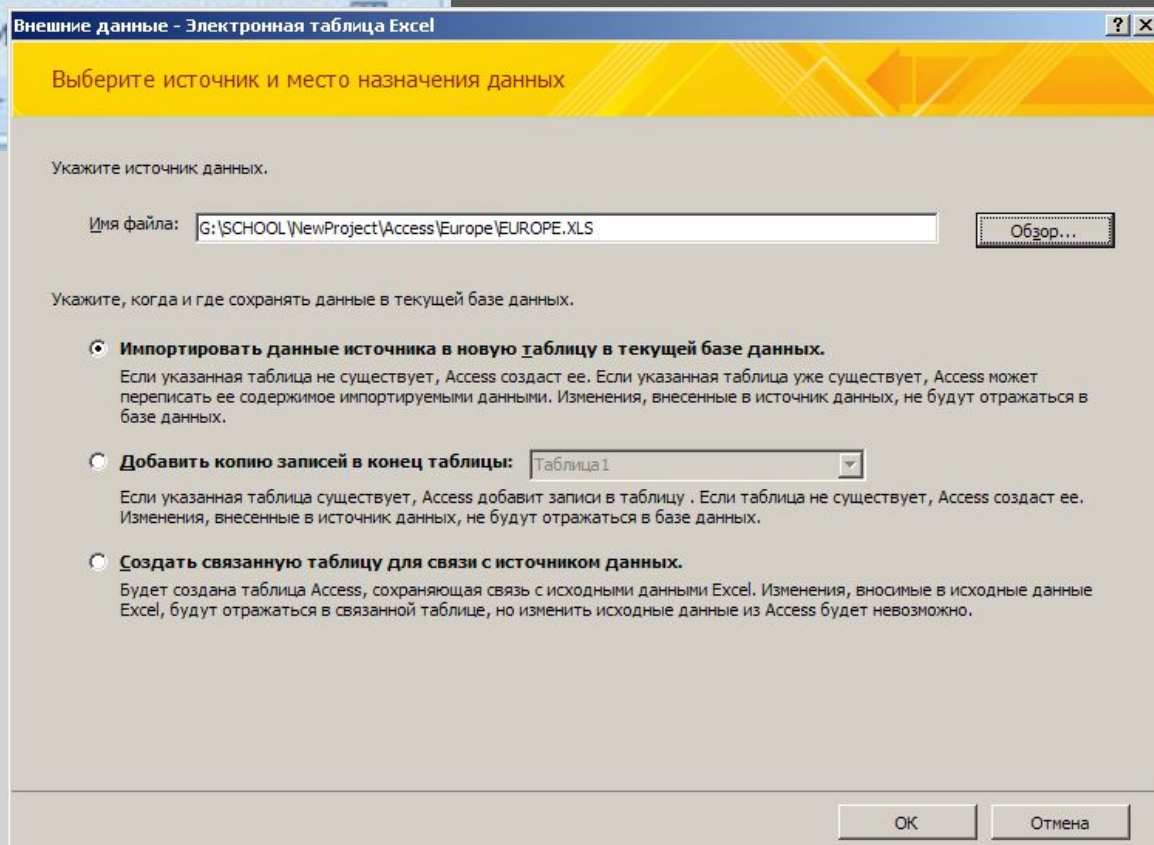 Внешние данные - Электронная таблица Excel
Выберите источник и место назначения данных
Укажите источник данных.
Имя файла: G:\SCHOOL\NewProject\Access\Europe\EUROPE.XLS Обзор...
Укажите, когда и где сохранять данные в текущей базе данных.
Импортировать данные источника в новую таблицу в текущей базе данных.
Если указанная таблица не существует, Access создаст ее. Если указанная таблица уже существует, Access может
переписать ее содержимое импортируемыми данными. Изменения, внесенные в источник данных, не будут отражаться в
базе данных.
Добавить копию записей в конец таблицы: Таблица1
Если указанная таблица существует, Access добавит записи в таблицу . Если таблица не существует, Access создаст ее.
Изменения, внесенные в источник данных, не будут отражаться в базе данных.
Создать связанную таблицу для связи с источником данных.
Будет создана таблица Access, сохраняющая связь с исходными данными Excel. Изменения, вносимые в исходные данные
Excel, будут отражаться в связанной таблице, но изменить исходные данные из Access будет невозможно.
ОК Отмена